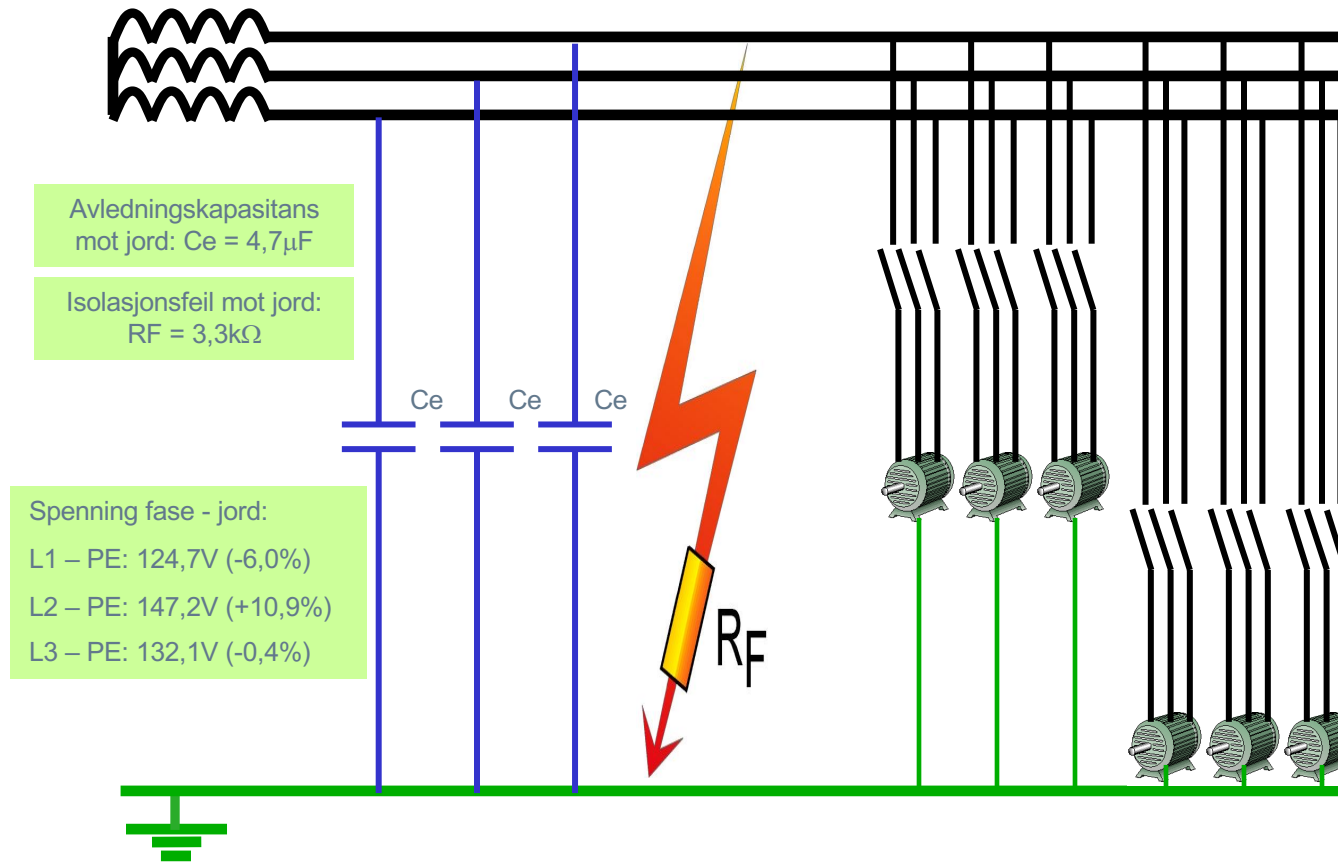 Avledningskapasitans
mot jord: Ce = 4,7μF
Isolasjonsfeil mot jord:
RF = 3,3kΩ
Ce
Ce
Ce
Spenning fase - jord:
L1 – PE: 124,7V (-6,0%)
L2 – PE: 147,2V (+10,9%)
L3 – PE: 132,1V (-0,4%)
RF